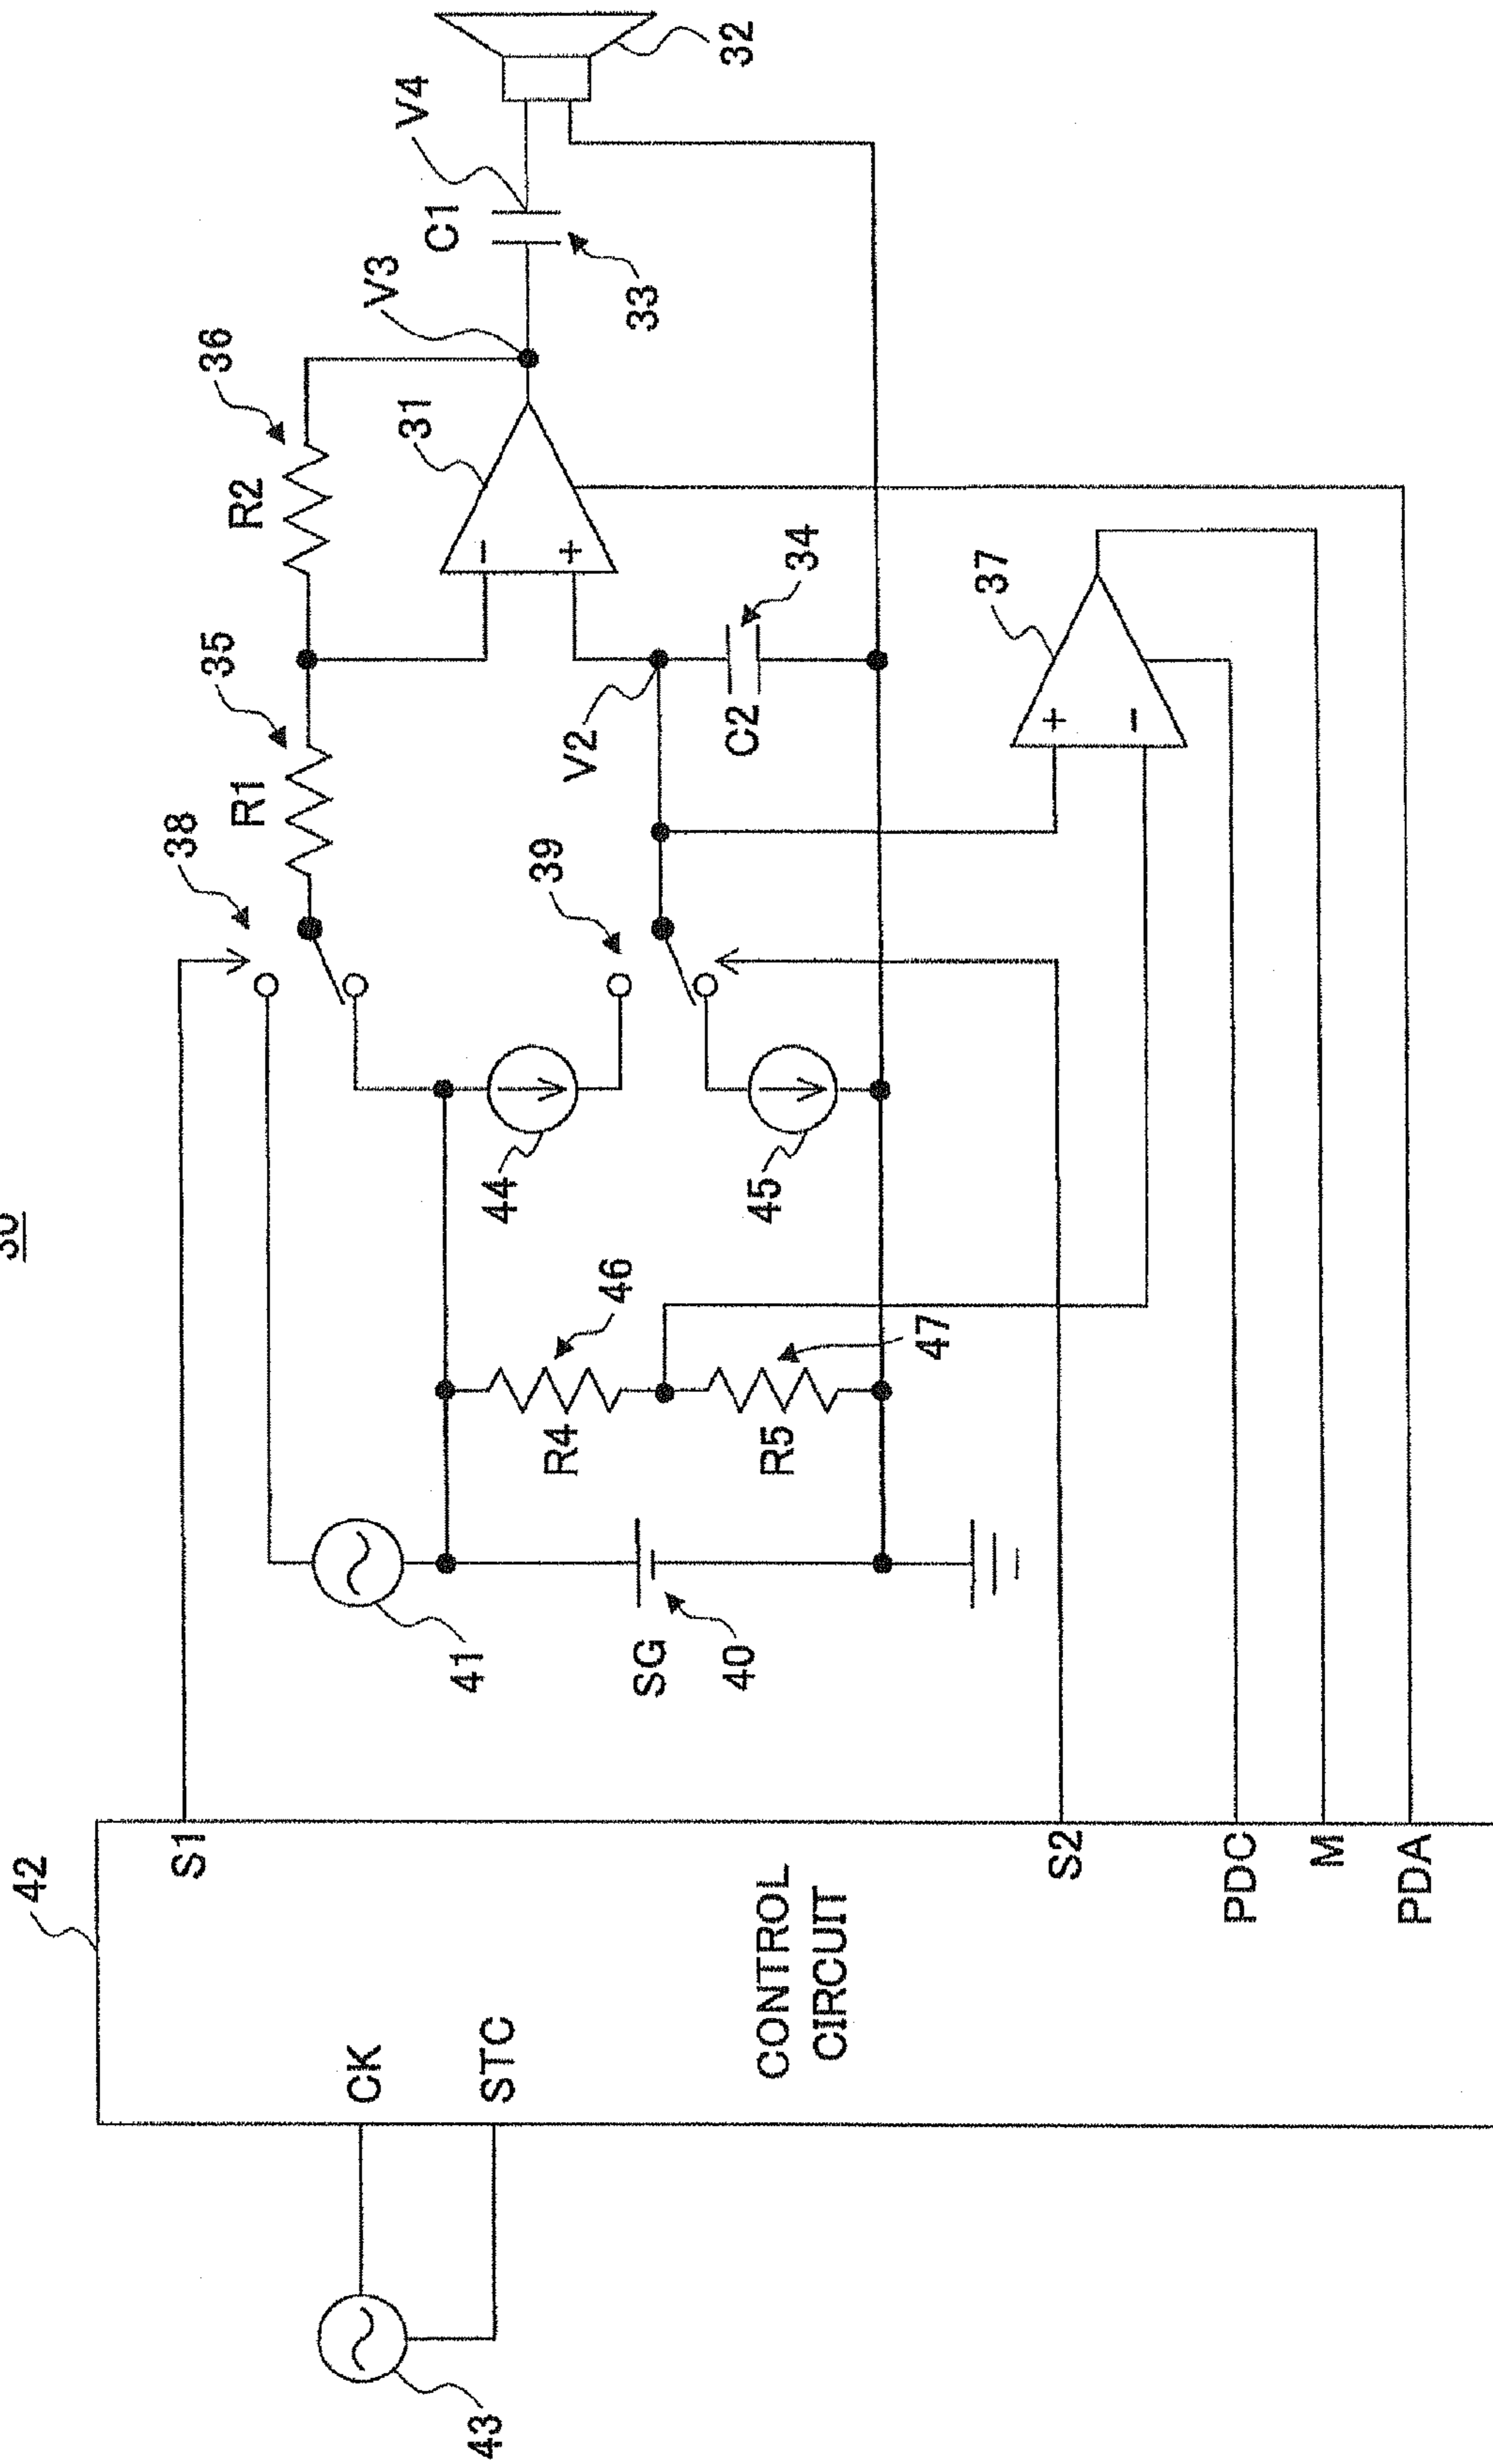 30
42
S1
CK
STC
CONTROL
CIRCUIT
S2
PDC
M
PDA
43
41
SG
40
R4
46
R5
47
44
45
38
39
R1
35
R2
36
31
-
+
V2
C2
34
37
+
-
V3
C1
33
V4
32